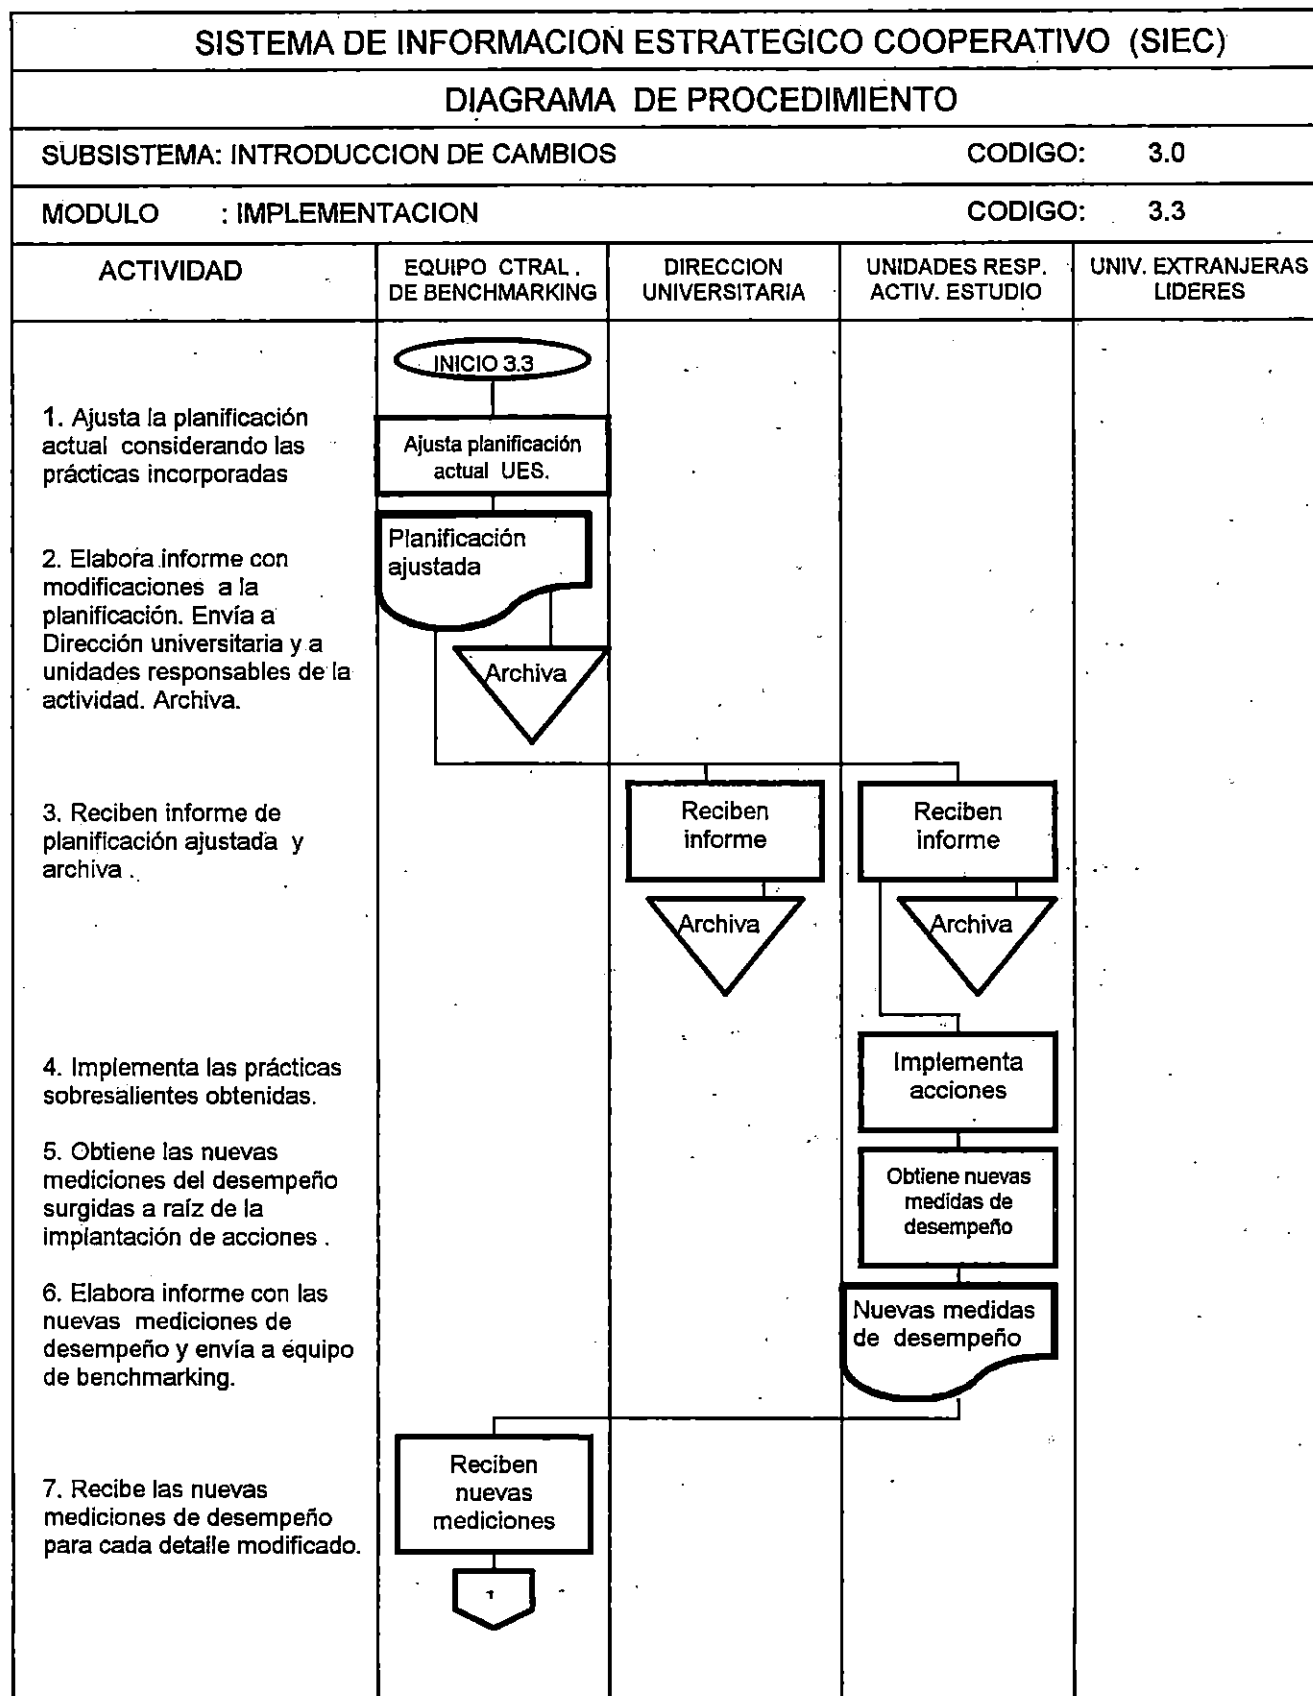 SISTEMA DE INFORMACION ESTRATEGICO COOPERATIVO (SIEC)
DIAGRAMA DE PROCEDIMIENTO
SUBSISTEMA: INTRODUCCION DE CAMBIOS CODIGO: 3.0
MODULO : IMPLEMENTACION CODIGO: 3.3
ACTIVIDAD
EQUIPO CTRAL.
DE BENCHMARKING
DIRECCION
UNIVERSITARIA
UNIDADES RESP.
ACTIV. ESTUDIO
UNIV. EXTRANJERAS
LIDERES
INICIO 3.3
1. Ajusta la planificación
actual considerando las
prácticas incorporadas
Ajusta planificación
actual UES.
2. Elabora informe con
modificaciones a la
planificación. Envía a
Dirección universitaria y a
unidades responsables de la
actividad. Archiva.
Planificación
ajustada
Archiva
3. Reciben informe de
planificación ajustada y
archiva .
Reciben
informe
Reciben
informe
Archiva
Archiva
4. Implementa las prácticas
sobresalientes obtenidas.
Implementa
acciones
5. Obtiene las nuevas
mediciones del desempeño
surgidas a raíz de la
implantación de acciones .
Obtiene nuevas
medidas de
desempeño
6. Elabora informe con las
nuevas mediciones de
desempeño y envía a equipo
de benchmarking.
Nuevas medidas
de desempeño
7. Recibe las nuevas
mediciones de desempeño
para cada detalle modificado.
Reciben
nuevas
mediciones
1